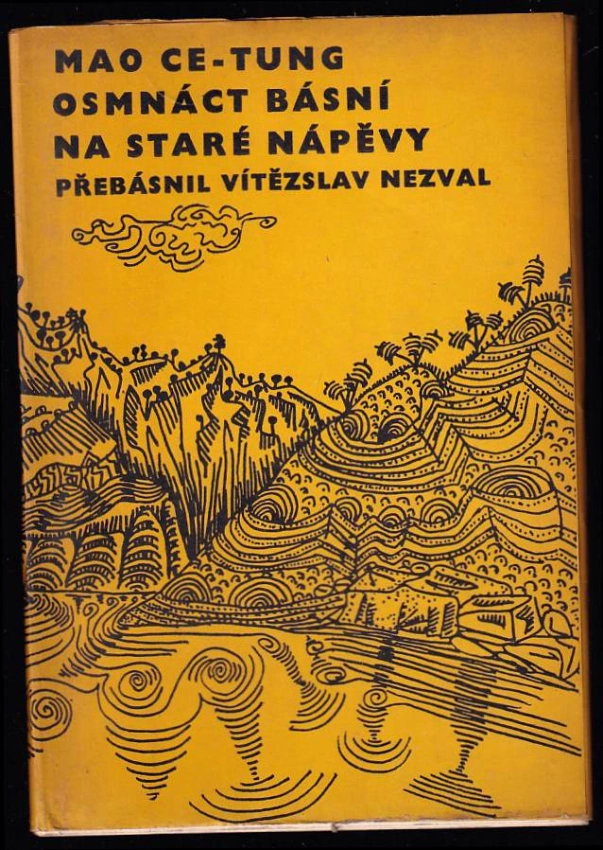 MAO CE-TUNG
OSMNÁCT BÁSNÍ
NA STARÉ NÁPĚVY
PŘEBÁSNIL VÍTĚZSLAV NEZVAL